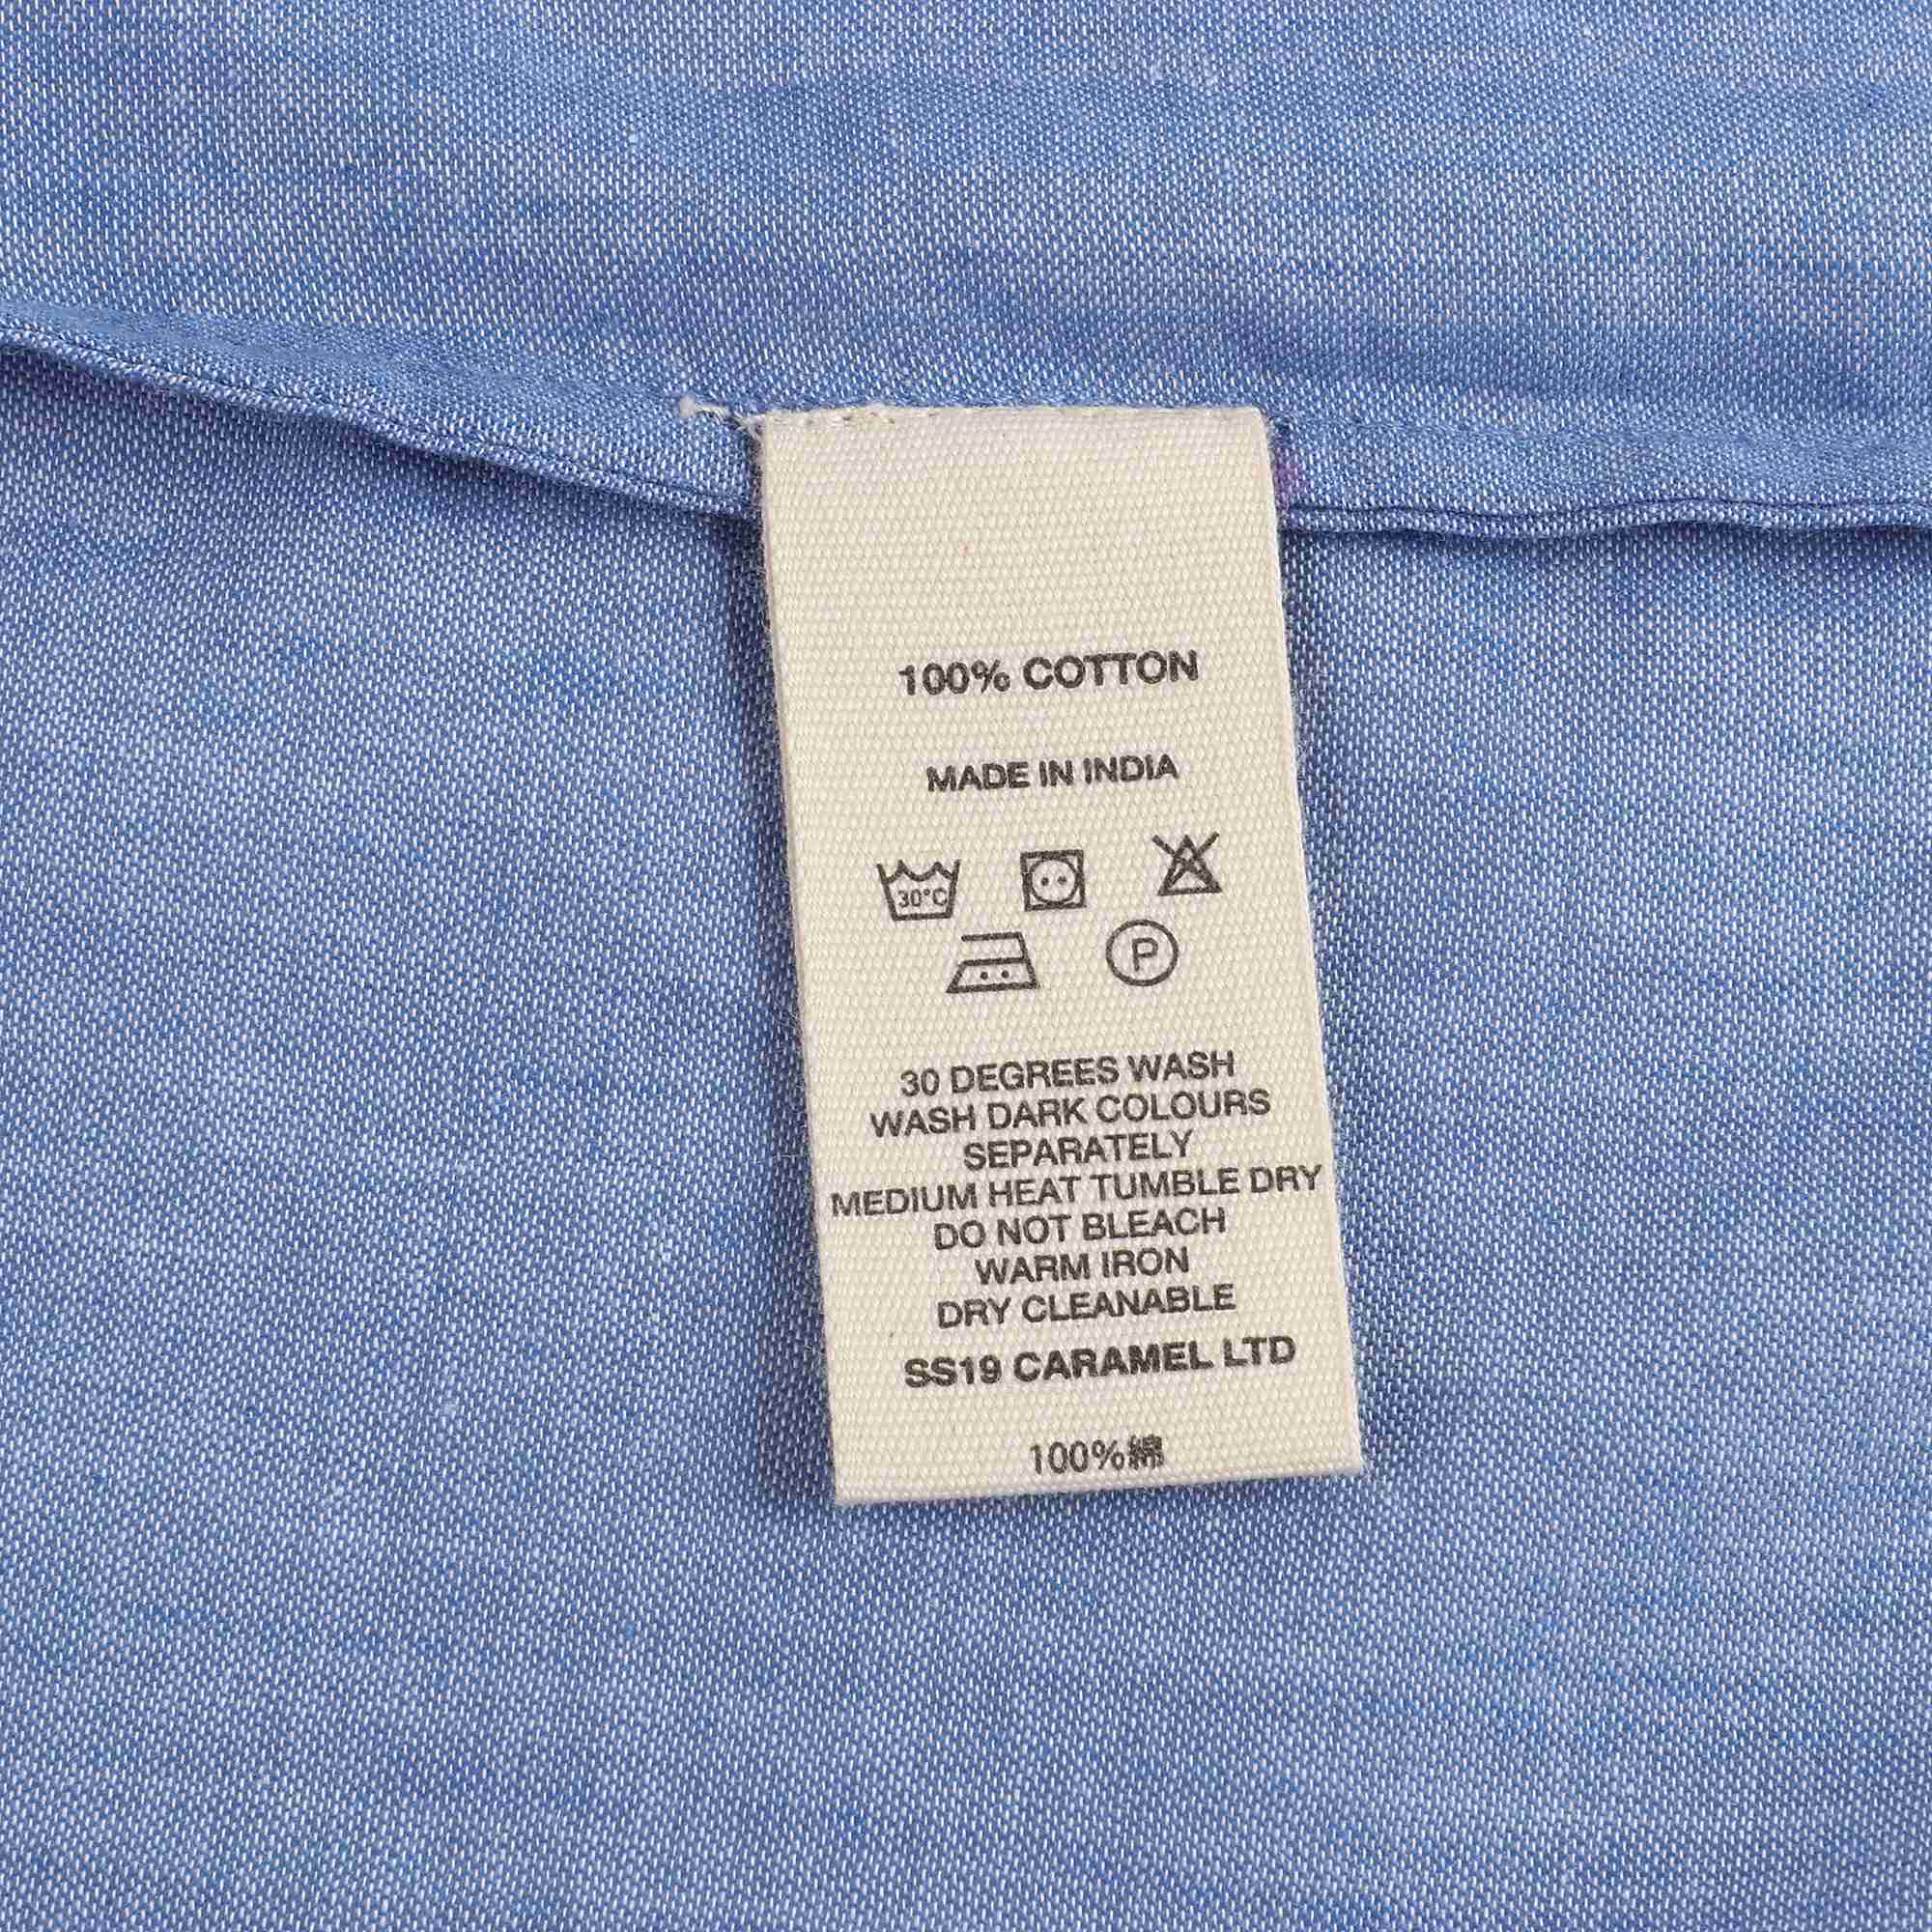 100% COTTON
MADE IN INDIA
30°C
P
30 DEGREES WASH
WASH DARK COLOURS
SEPARATELY
MEDIUM HEAT TUMBLE DRY
DO NOT BLEACH
WARM IRON
DRY CLEANABLE
SS19 CARAMEL LTD
100%綿